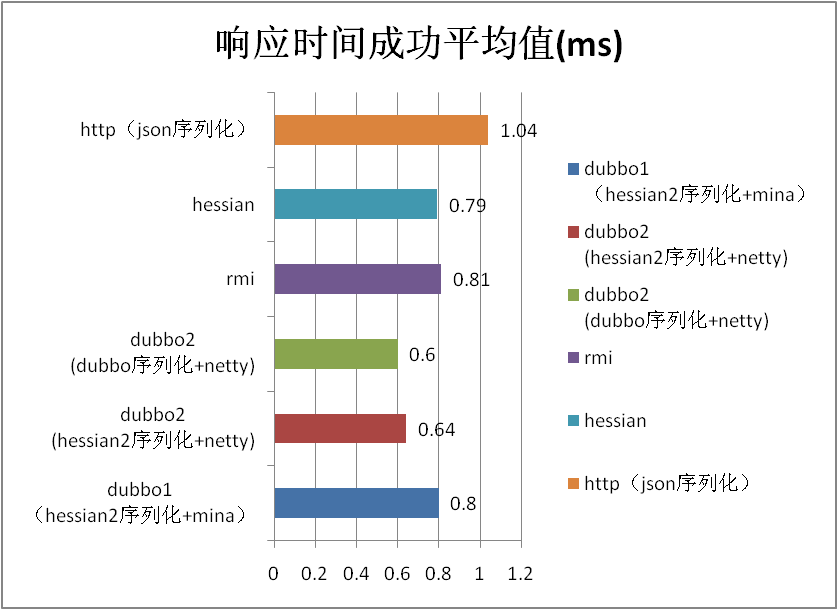 响应时间成功平均值(ms)
http（json序列化）
1.04
hessian
0.79
rmi
0.81
dubbo2
(dubbo序列化+netty)
0.6
dubbo2
(hessian2序列化+netty)
0.64
dubbo1
（hessian2序列化+mina）
0.8
0 0.2 0.4 0.6 0.8 1 1.2
dubbo1
（hessian2序列化+mina）
dubbo2
(hessian2序列化+netty)
dubbo2
(dubbo序列化+netty)
rmi
hessian
http（json序列化）